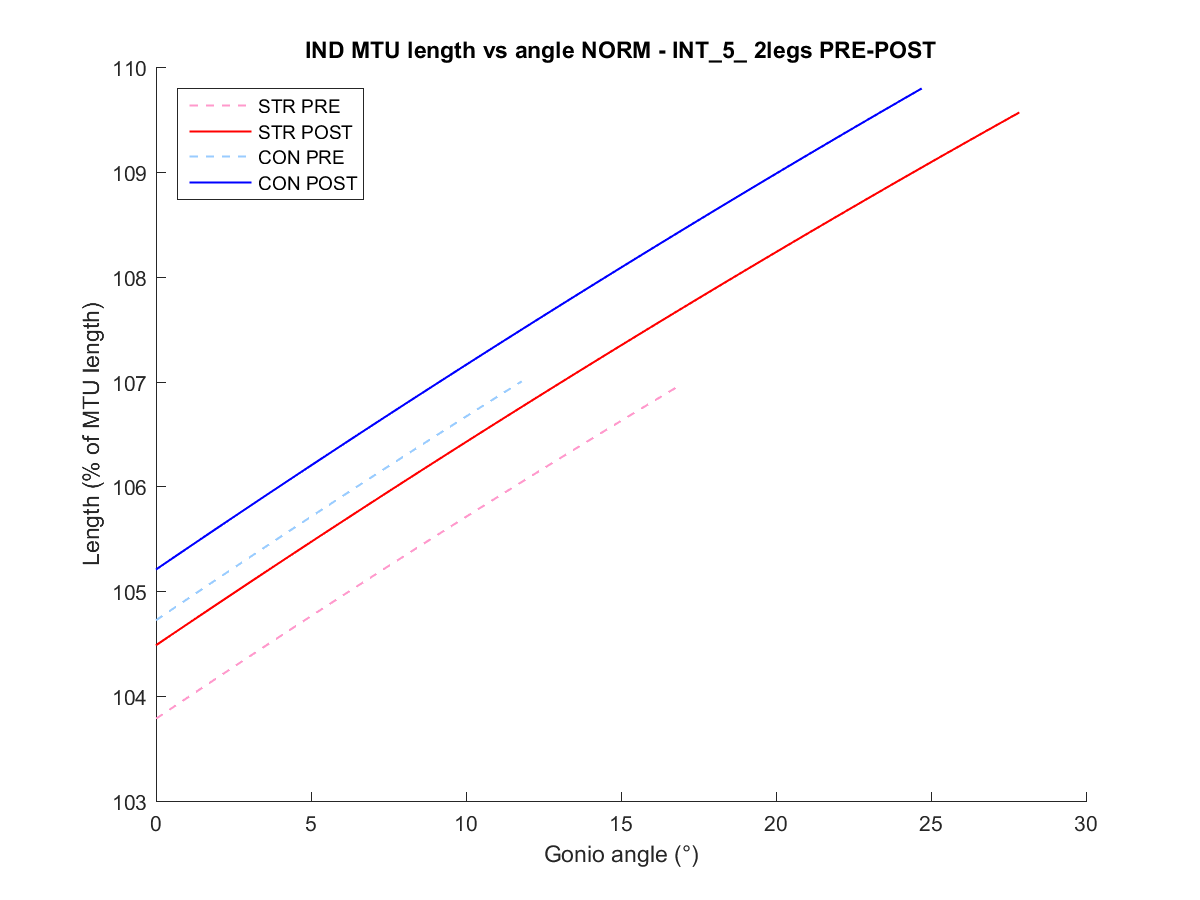 IND MTU length vs angle NORM - INT_5_ 2legs PRE-POST
110
109
108
107
106
105
104
103
STR PRE
STR POST
CON PRE
CON POST
Length (% of MTU length)
0 5 10 15 20 25 30
Gonio angle (°)